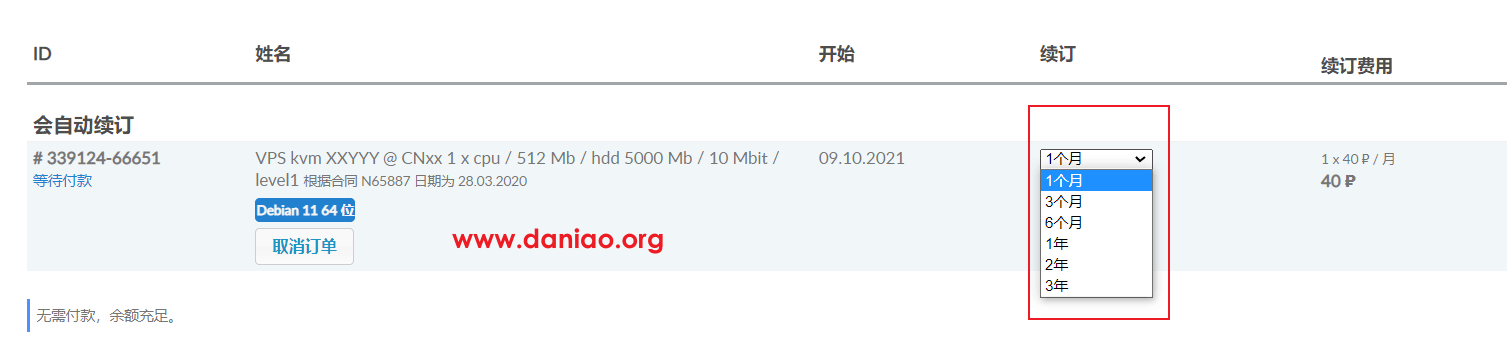 ID 姓名 开始 续订 续订费用
会自动续订
# 339124-66651 VPS kvm XXYYY @ CNxx 1 x cpu / 512 Mb / hdd 5000 Mb / 10 Mbit / 09.10.2021 1个月 1 x 40 ₽ / 月
等待付款 level1 根据合同 N65887 日期为 28.03.2020 1个月 40 ₽
3个月
Debian 11 64 位 6个月
取消订单 www.daniao.org 1年
2年
3年
无需付款，余额充足。